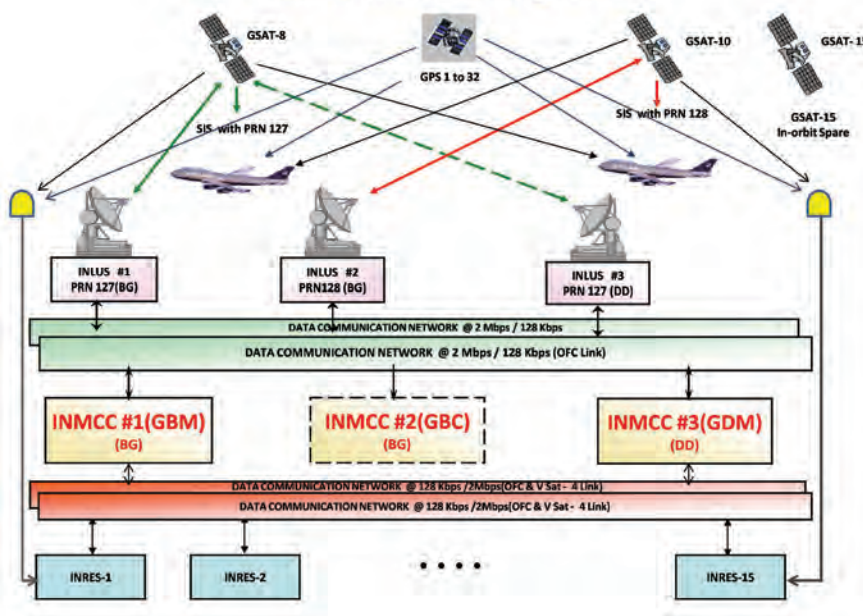 GSAT-8
GSAT-10
GSAT- 15
GPS 1 to 32
SIS with PRN 127
SIS with PRN 128
GSAT-15
In-orbit Spare
INLUS #1
PRN 127(BG)
INLUS #2
PRN128 (BG)
INLUS #3
PRN 127 (DD)
DATA COMMUNICATION NETWORK @ 2 Mbps / 128 Kbps
DATA COMMUNICATION NETWORK @ 2 Mbps / 128 Kbps (OFC Link)
INMCC #1(GBM)
(BG)
INMCC #2(GBC)
(BG)
INMCC #3(GDM)
(DD)
DATA COMMUNICATION NETWORK @ 128 Kbps /2Mbps(OFC & V Sat - 4 Link)
DATA COMMUNICATION NETWORK @ 128 Kbps /2Mbps(OFC & V Sat - 4 Link)
INRES-1
INRES-2
INRES-15